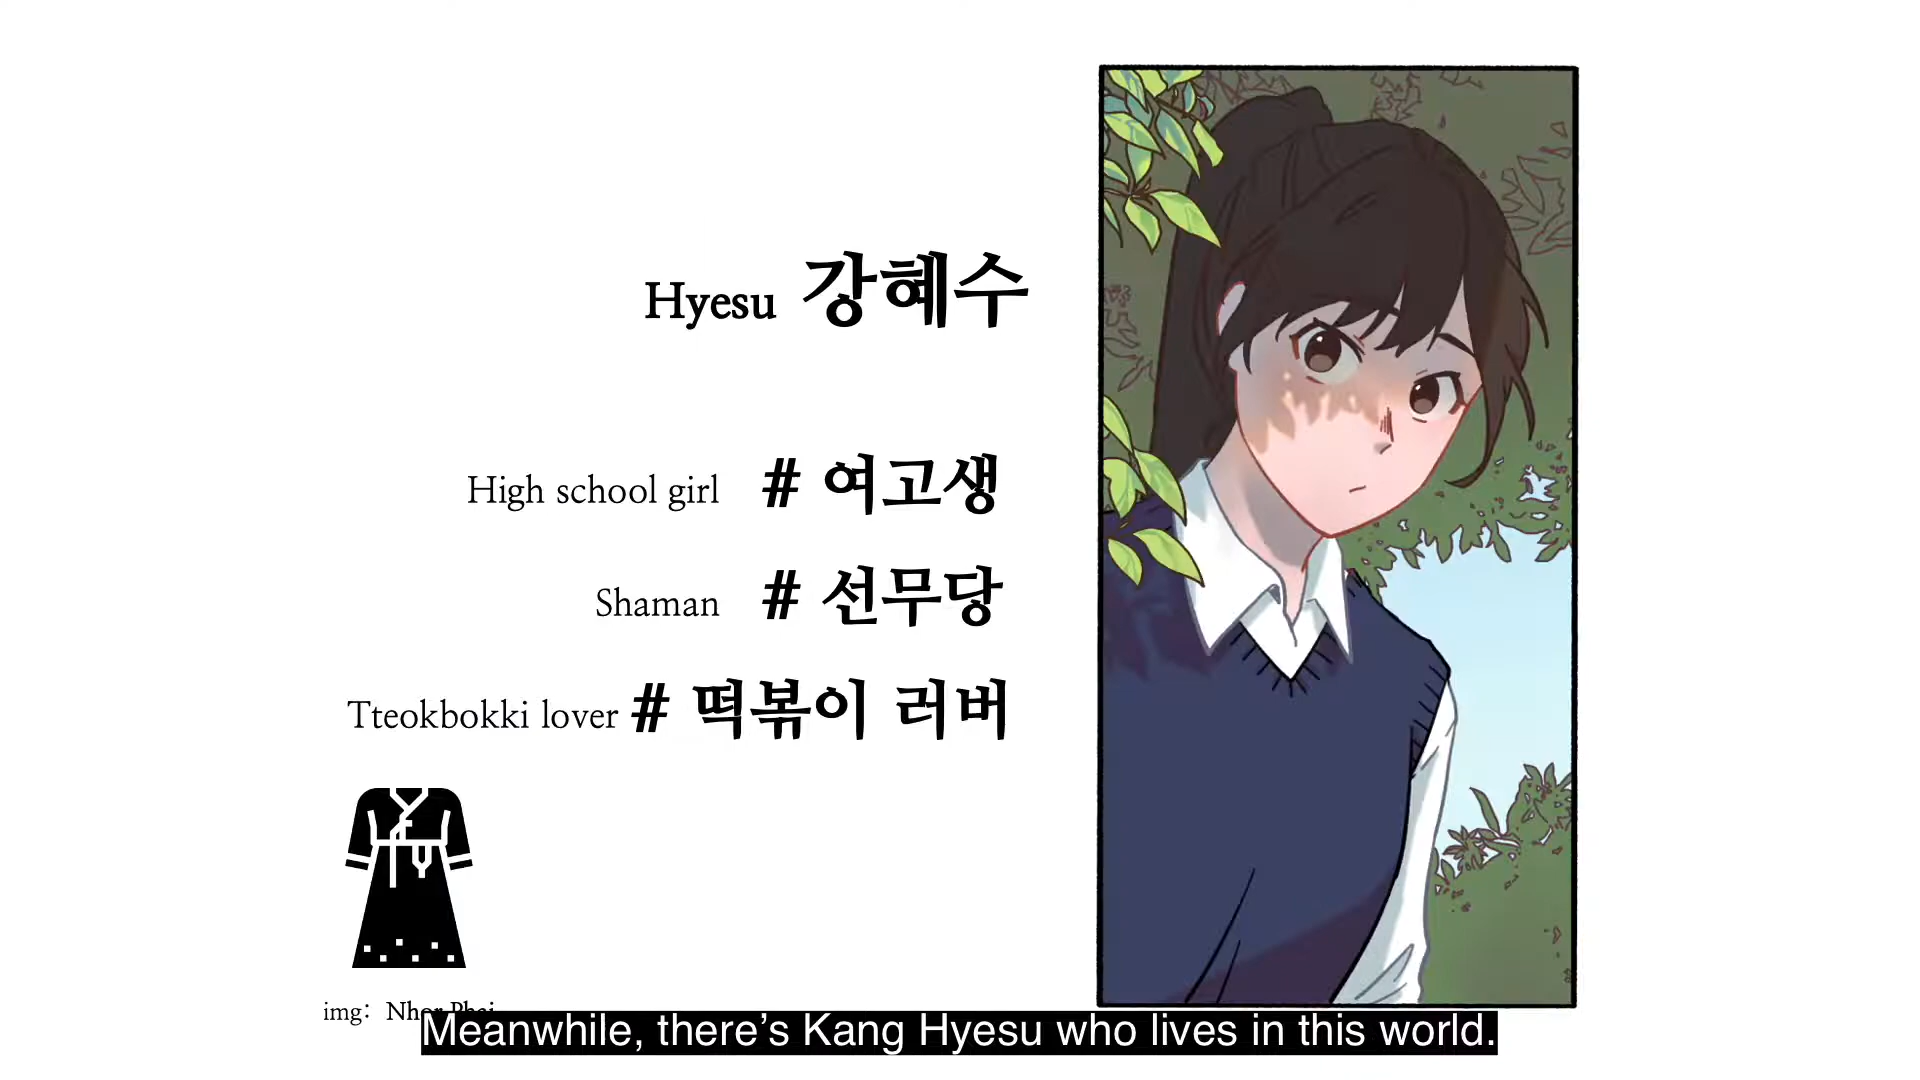 Hyesu 강혜수
High school girl # 여고생
Shaman # 선무당
Tteokbokki lover # 떡볶이 러버
img:
Meanwhile, there’s Kang Hyesu who lives in this world.